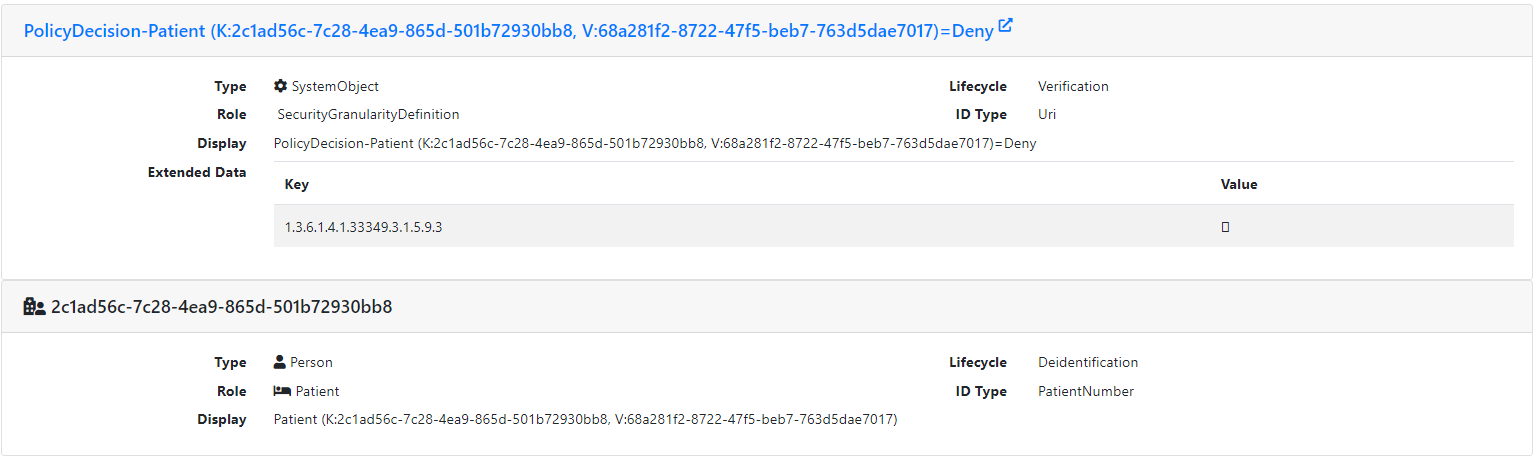 PolicyDecision-Patient (K:2c1ad56c-7c28-4ea9-865d-501b72930bb8, V:68a281f2-8722-47f5-beb7-763d5dae7017)=Deny
Type SystemObject Lifecycle Verification
Role SecurityGranularityDefinition ID Type Uri
Display PolicyDecision-Patient (K:2c1ad56c-7c28-4ea9-865d-501b72930bb8, V:68a281f2-8722-47f5-beb7-763d5dae7017)=Deny
Extended Data
Key Value
1.3.6.1.4.1.33349.3.1.5.9.3 
2c1ad56c-7c28-4ea9-865d-501b72930bb8
Type Person Lifecycle Deidentification
Role Patient ID Type PatientNumber
Display Patient (K:2c1ad56c-7c28-4ea9-865d-501b72930bb8, V:68a281f2-8722-47f5-beb7-763d5dae7017)